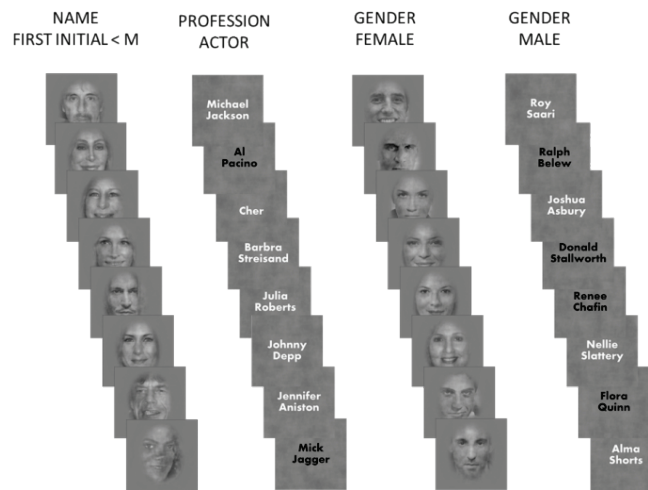 NAME
FIRST INITIAL < M
PROFESSION
ACTOR
GENDER
FEMALE
GENDER
MALE
Michael
Jackson
Al
Pacino
Cher
Barbra
Streisand
Julia
Roberts
Johnny
Depp
Jennifer
Aniston
Mick
Jagger
Roy
Saari
Ralph
Belew
Joshua
Asbury
Donald
Stallworth
Renee
Chafin
Nellie
Slattery
Flora
Quinn
Alma
Shorts